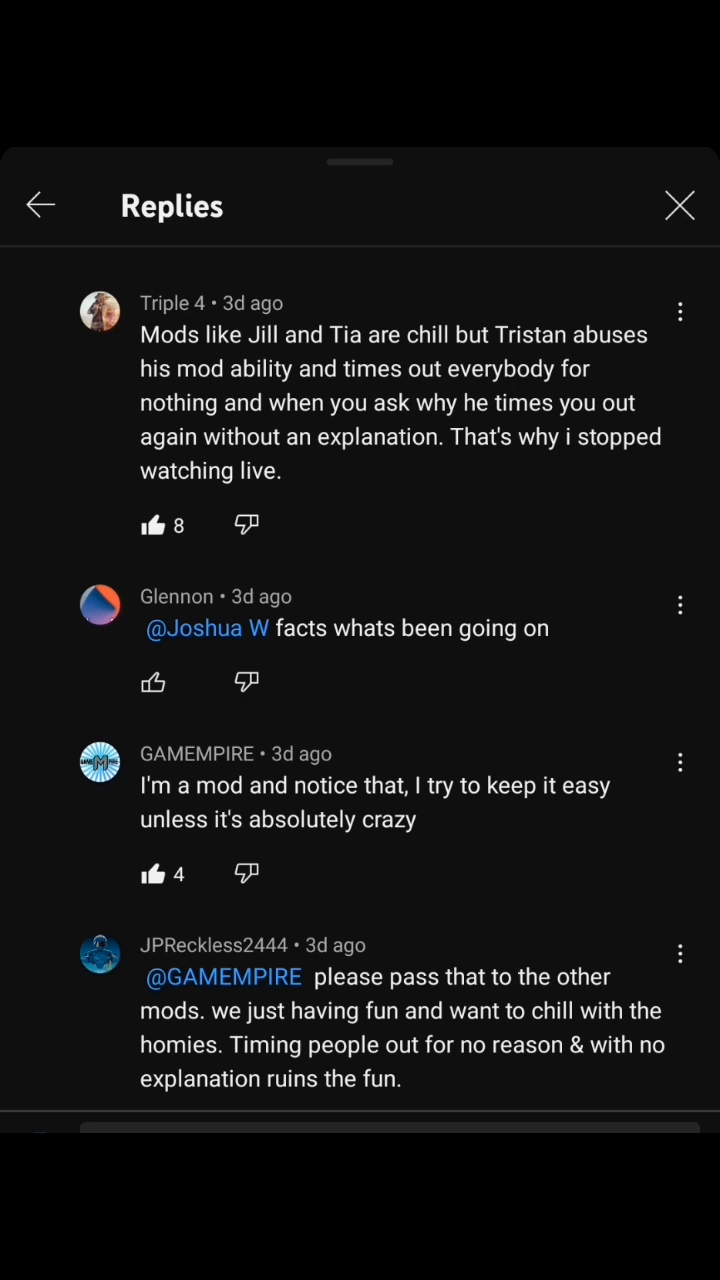 Replies
Triple 4 • 3d ago
Mods like Jill and Tia are chill but Tristan abuses
his mod ability and times out everybody for
nothing and when you ask why he times you out
again without an explanation. That's why i stopped
watching live.
8
Glennon • 3d ago
@Joshua W facts whats been going on
GAMEMPIRE • 3d ago
I'm a mod and notice that, I try to keep it easy
unless it's absolutely crazy
4
JPReckless2444 • 3d ago
@GAMEMPIRE please pass that to the other
mods. we just having fun and want to chill with the
homies. Timing people out for no reason & with no
explanation ruins the fun.